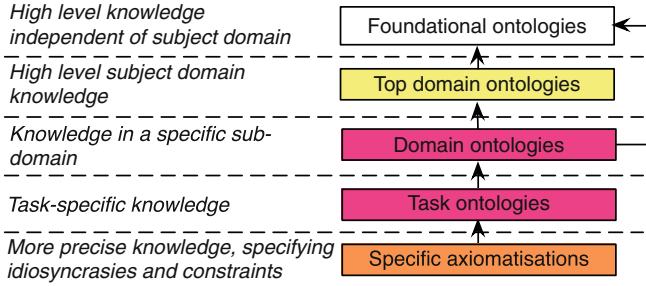 High level knowledge
independent of subject domain
Foundational ontologies
High level subject domain
knowledge
Top domain ontologies
Knowledge in a specific sub-
domain
Domain ontologies
Task-specific knowledge
Task ontologies
More precise knowledge, specifying
idiosyncrasies and constraints
Specific axiomatisations